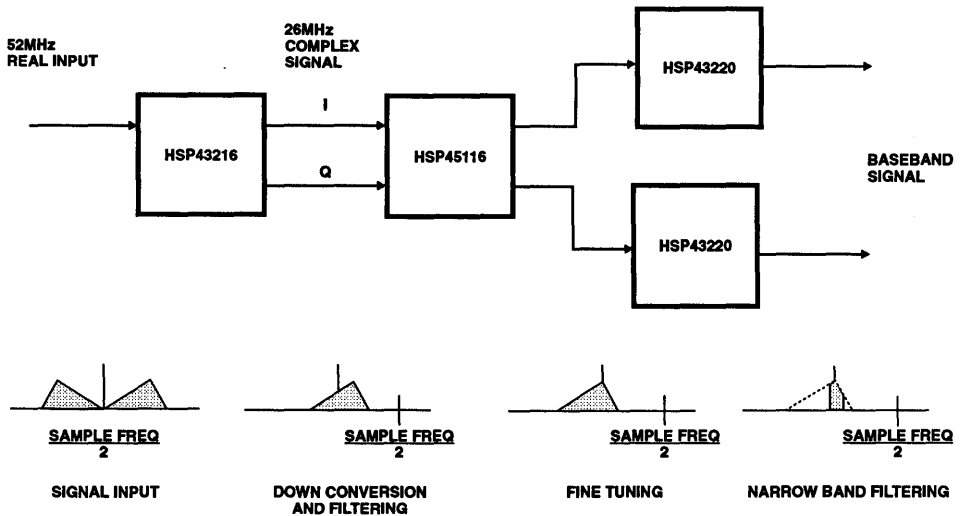 52MHz
REAL INPUT
26MHz
COMPLEX
SIGNAL
I
Q
HSP43216
HSP45116
HSP43220
HSP43220
BASEBAND
SIGNAL
SAMPLE FREQ
2
SAMPLE FREQ
2
SAMPLE FREQ
2
SAMPLE FREQ
2
SIGNAL INPUT
DOWN CONVERSION
AND FILTERING
FINE TUNING
NARROW BAND FILTERING